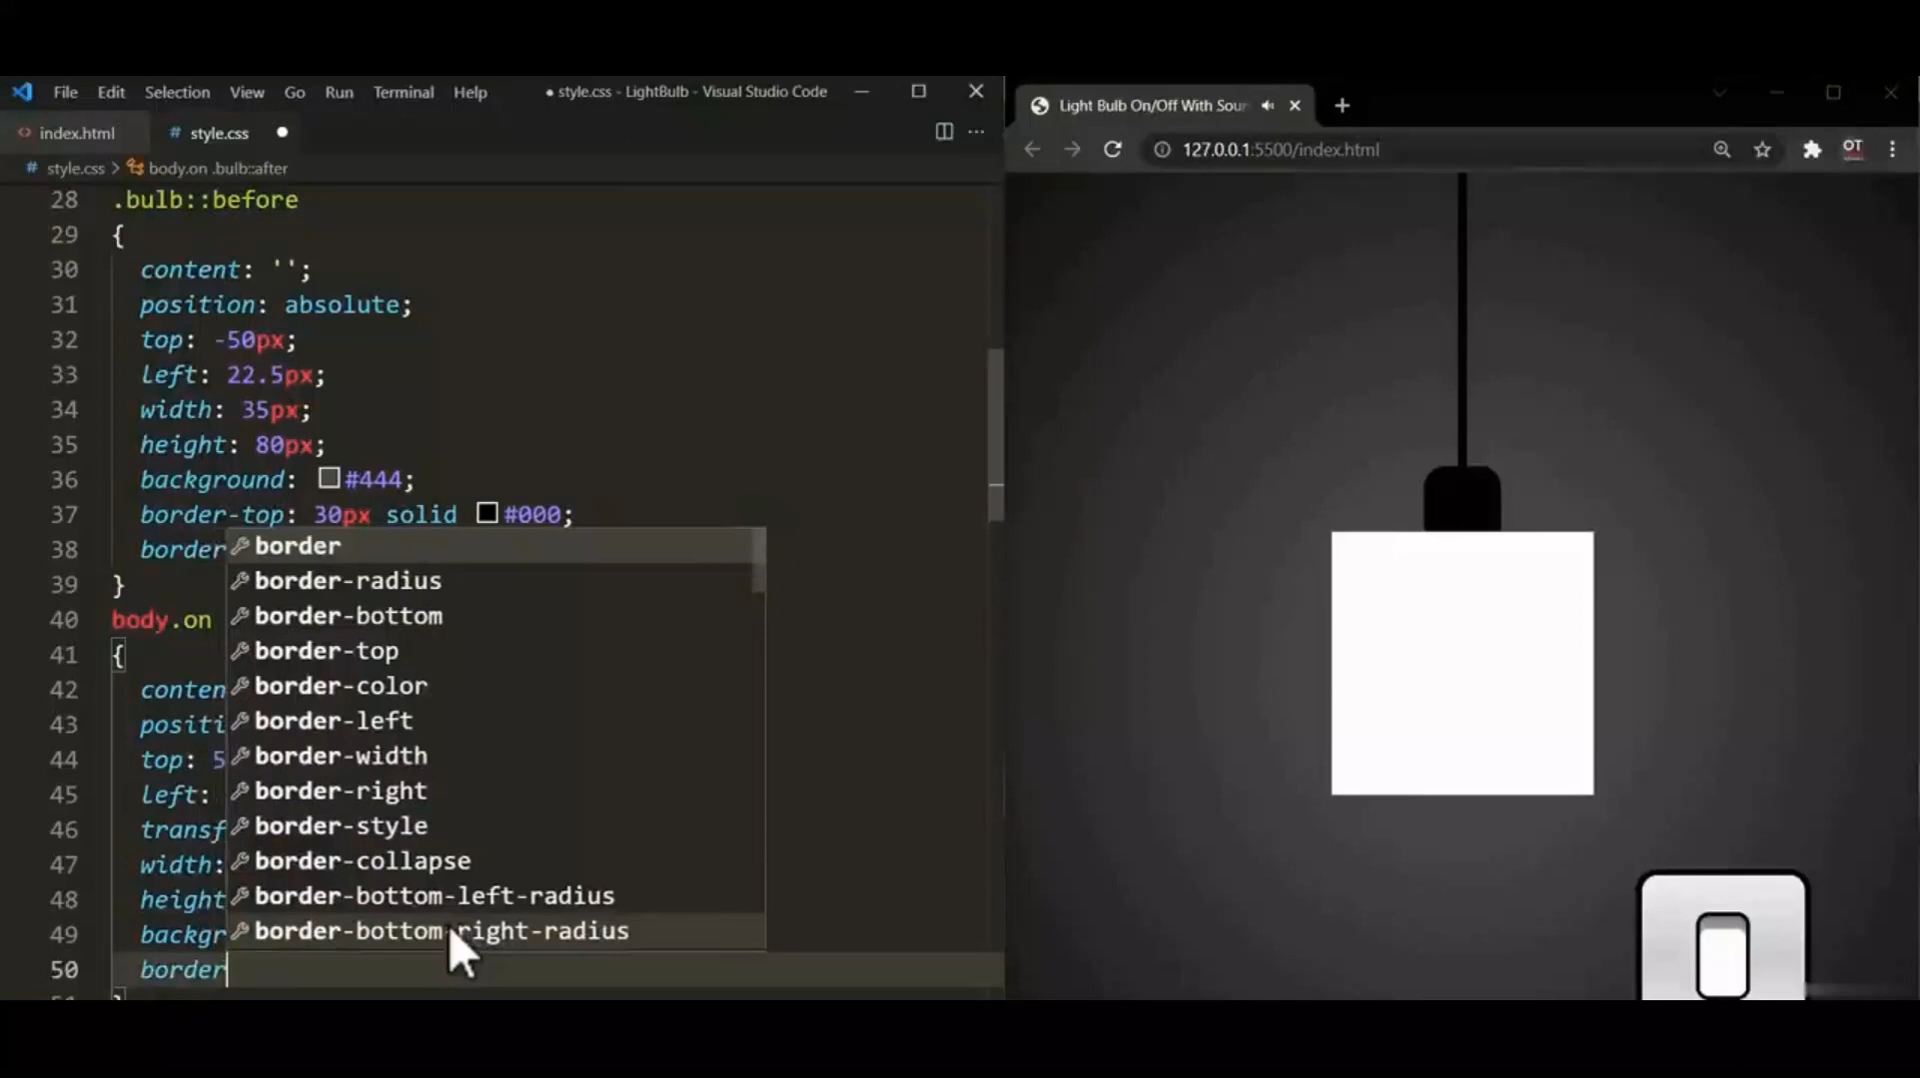 File Edit Selection View Go Run Terminal Help
● style.css - LightBulb - Visual Studio Code
index.html
# style.css
# style.css > body.on .bulb::after
28 .bulb::before
29 {
30 content: '';
31 position: absolute;
32 top: -50px;
33 left: 22.5px;
34 width: 35px;
35 height: 80px;
36 background: #444;
37 border-top: 30px solid #000;
38 border
39 }
40 body.on
41 {
42 conten
43 positi
44 top: 5
45 left:
46 transf
47 width:
48 height
49 backgr
50 border
border
border-radius
border-bottom
border-top
border-color
border-left
border-width
border-right
border-style
border-collapse
border-bottom-left-radius
border-bottom-right-radius
Light Bulb On/Off With Sou
127.0.0.1:5500/index.html
OT